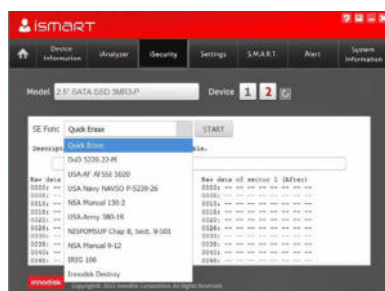 ismart
Device Information
iAnalyzer
iSecurity
Settings
S.M.A.R.T.
Alert
System Information
Model 2.5" SATA SSD 3MR3-P
Device 1 2
SE Func Quick Erase START
Quick Erase
DoD 5220.22-M
USA-AF AFSSI 5020
USA Navy NAVSO P-5239-26
NSA Manual 130-2
USA-Army 380-19
NISPOMSUP Chap 8, Sect. 8-501
NSA Manual 9-12
IRIG 106
Innodisk Destroy
Raw data of sector 1 (After)
innodisk